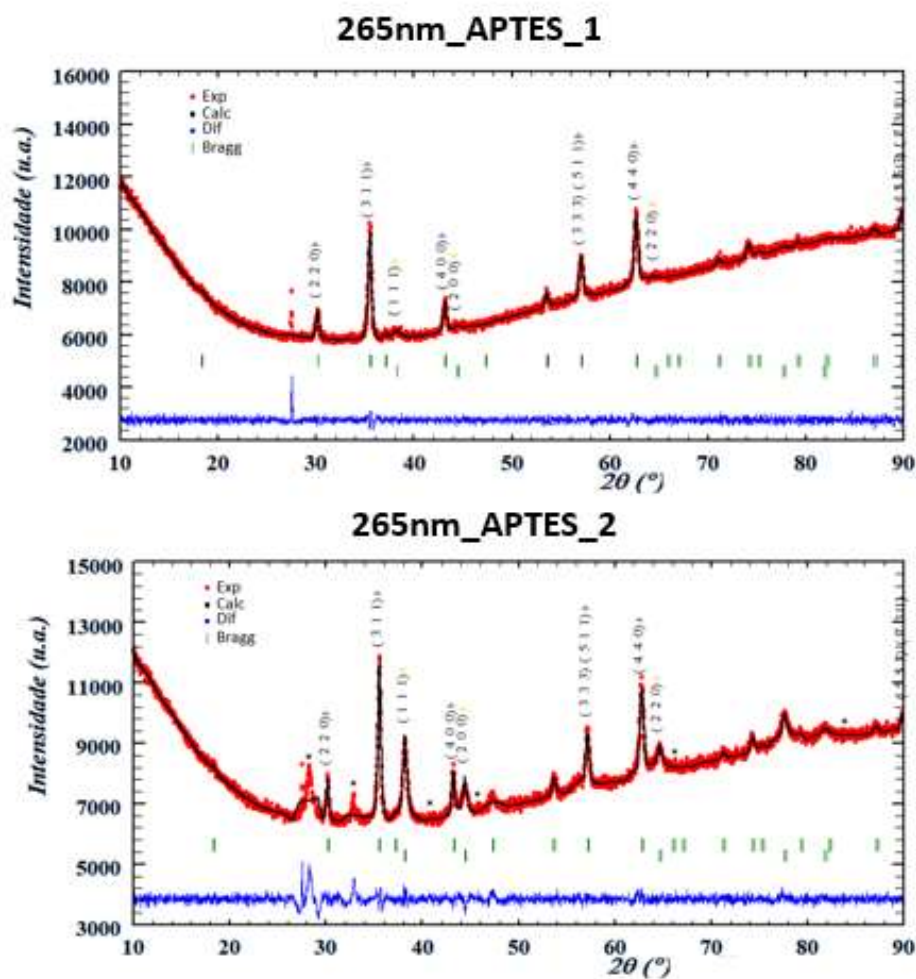 265nm_APTES_1
16000
14000
12000
10000
8000
6000
4000
2000
Intensidade (u.a.)
Exp
Calc
Dif
Bragg
( 2 2 0)
( 3 1 1)
( 1 1 1)
( 4 0 0)
( 2 0 0)
( 3 3 3) ( 5 1 1)
( 4 4 0)
( 2 2 0)
10 20 30 40 50 60 70 80 90
2θ (°)
265nm_APTES_2
15000
13000
11000
9000
7000
5000
3000
Intensidade (u.a.)
Exp
Calc
Dif
Bragg
* * * * * * *
( 2 2 0)
( 3 1 1)
( 1 1 1)
( 4 0 0)
( 2 0 0)
( 3 3 3) ( 5 1 1)
( 4 4 0)
( 2 2 0)
10 20 30 40 50 60 70 80 90
2θ (°)